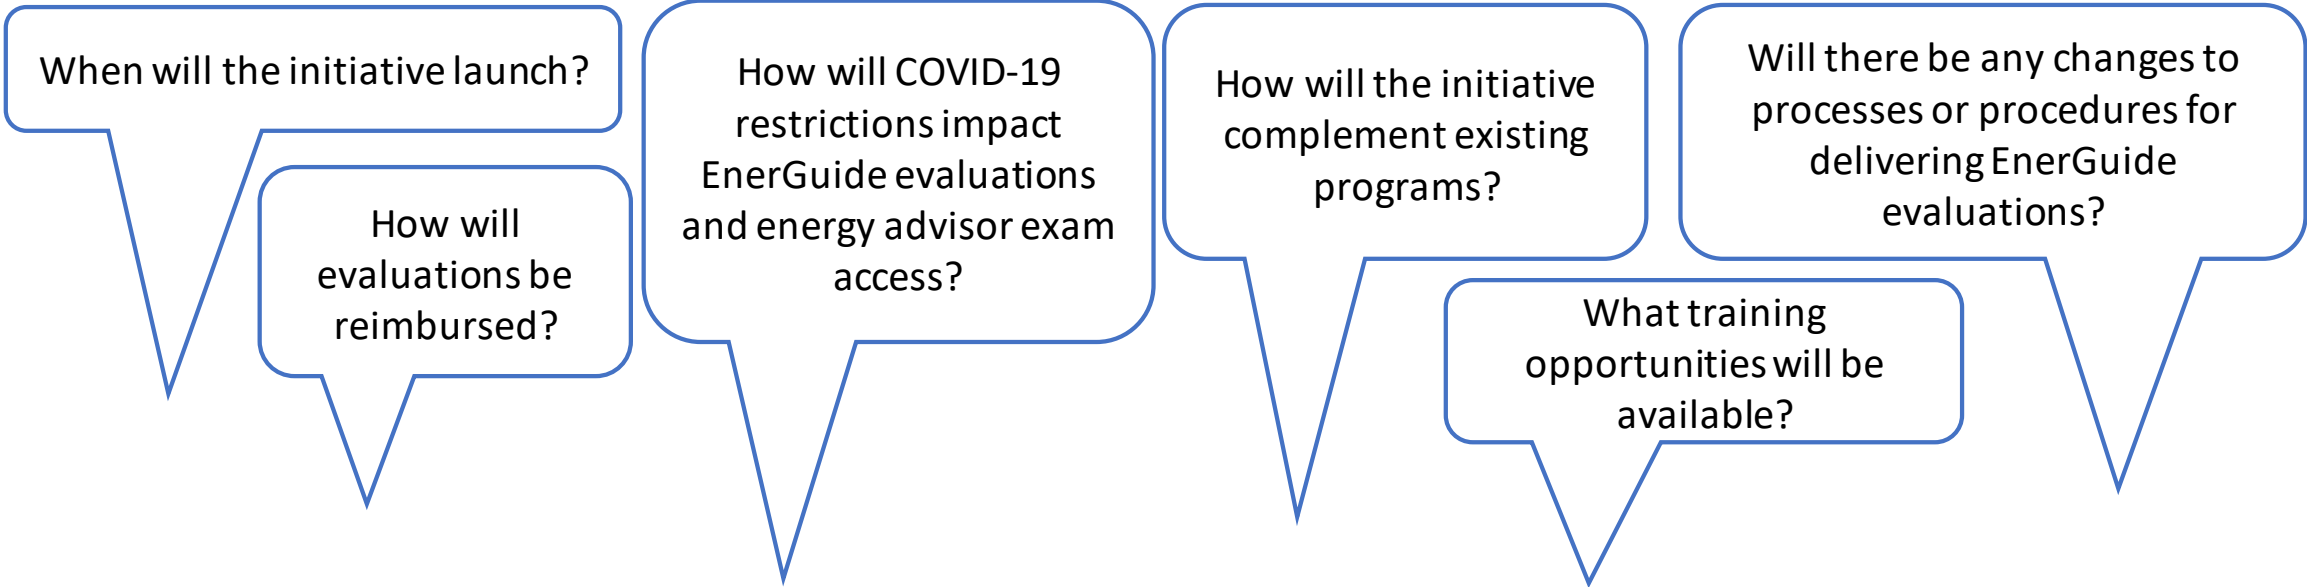 When will the initiative launch?
How will
evaluations be
reimbursed?
How will COVID-19
restrictions impact
EnerGuide evaluations
and energy advisor exam
access?
How will the initiative
complement existing
programs?
What training
opportunities will be
available?
Will there be any changes to
processes or procedures for
delivering EnerGuide
evaluations?